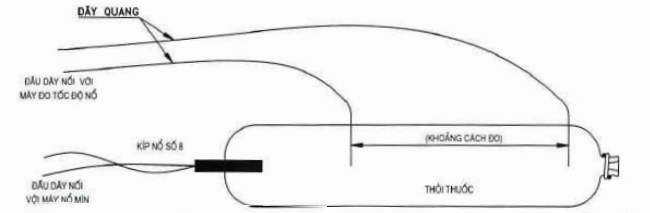 DÂY QUANG
ĐẦU DÂY NỐI VỚI
MÁY ĐO TỐC ĐỘ NỔ
KÍP NỔ SỐ 8
(KHOẢNG CÁCH ĐO)
ĐẦU DÂY NỐI
VỚI MÁY NỔ MÌN
THỎI THUỐC